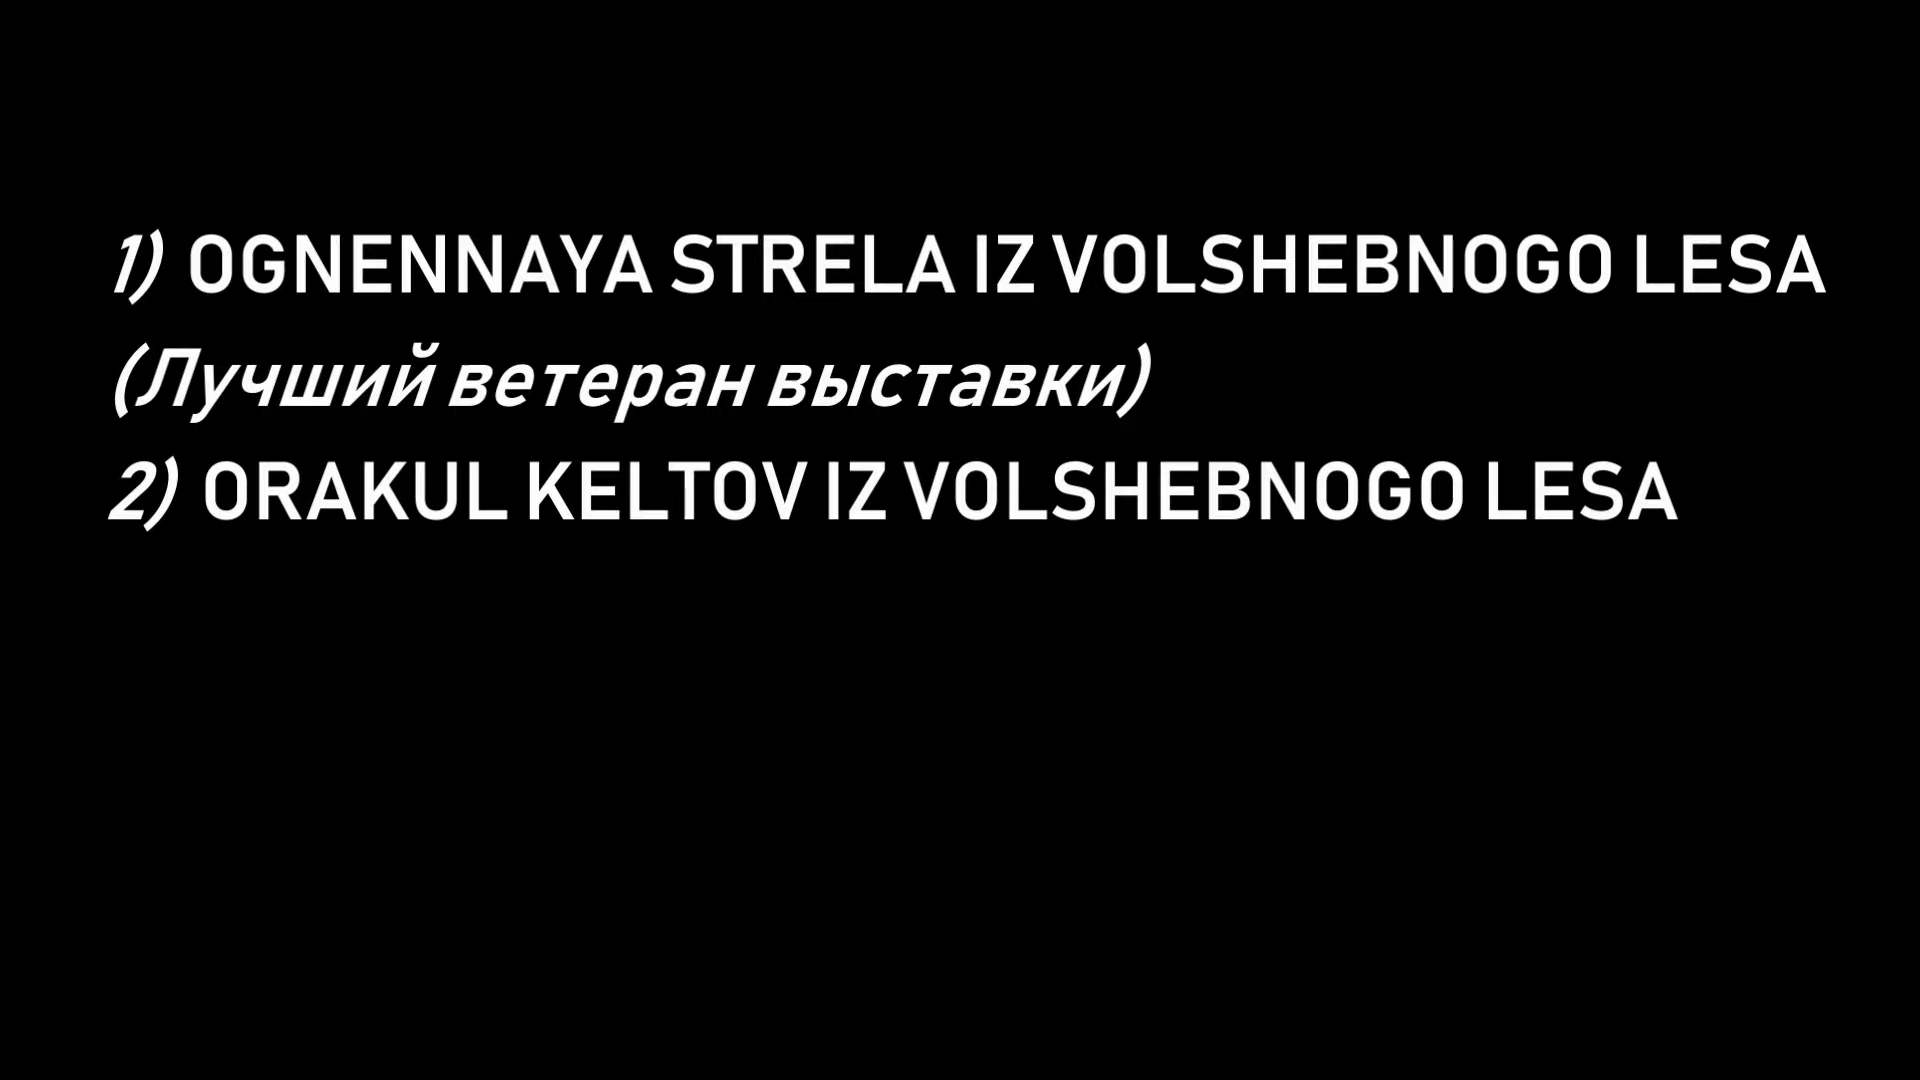 1) OGNENNAYA STRELA IZ VOLSHEBNOGO LESA
(Лучший ветеран выставки)
2) ORAKUL KELTOV IZ VOLSHEBNOGO LESA